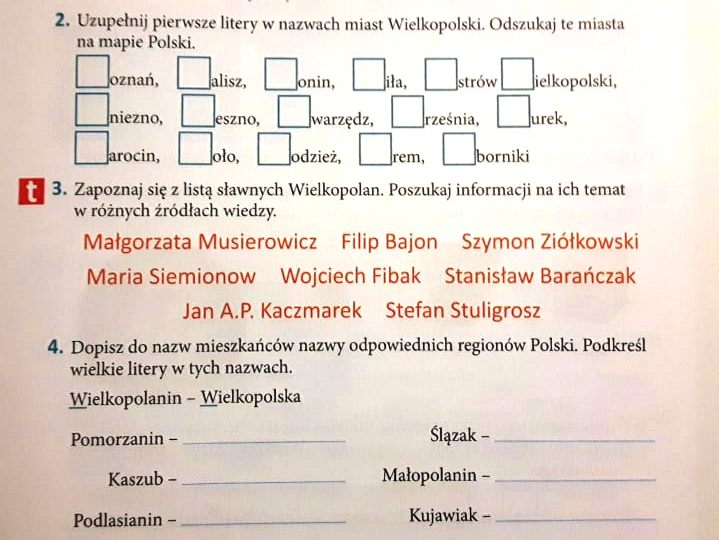 2. Uzupełnij pierwsze litery w nazwach miast Wielkopolski. Odszukaj te miasta
na mapie Polski.
oznań, alisz, onin, iła, strów ielkopolski,
niezno, eszno, warzędz, rześnia, urek,
arocin, oło, odzież, rem, borniki
t 3. Zapoznaj się z listą sławnych Wielkopolan. Poszukaj informacji na ich temat
w różnych źródłach wiedzy.
Małgorzata Musierowicz Filip Bajon Szymon Ziółkowski
Maria Siemionow Wojciech Fibak Stanisław Barańczak
Jan A.P. Kaczmarek Stefan Stuligrosz
4. Dopisz do nazw mieszkańców nazwy odpowiednich regionów Polski. Podkreśl
wielkie litery w tych nazwach.
Wielkopolanin – Wielkopolska
Pomorzanin – Ślązak –
Kaszub – Małopolanin –
Podlasianin – Kujawiak –